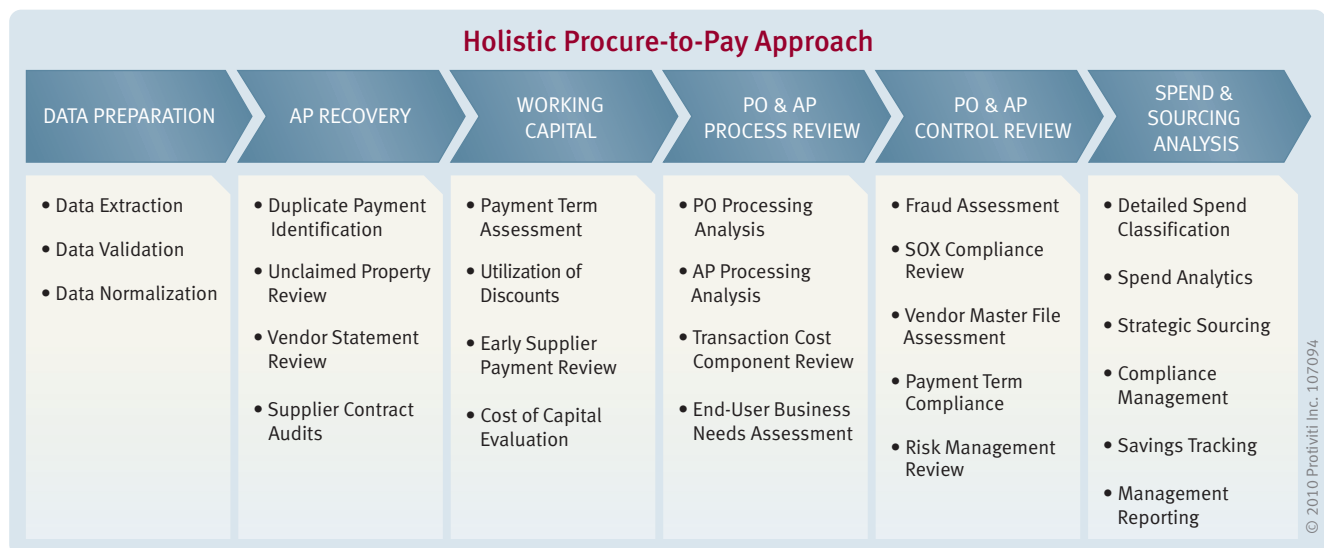 Holistic Procure-to-Pay Approach
DATA PREPARATION
AP RECOVERY
WORKING
CAPITAL
PO & AP
PROCESS REVIEW
PO & AP
CONTROL REVIEW
SPEND &
SOURCING
ANALYSIS
• Data Extraction
• Data Validation
• Data Normalization
• Duplicate Payment
Identification
• Unclaimed Property
Review
• Vendor Statement
Review
• Supplier Contract
Audits
• Payment Term
Assessment
• Utilization of
Discounts
• Early Supplier
Payment Review
• Cost of Capital
Evaluation
• PO Processing
Analysis
• AP Processing
Analysis
• Transaction Cost
Component Review
• End-User Business
Needs Assessment
• Fraud Assessment
• SOX Compliance
Review
• Vendor Master File
Assessment
• Payment Term
Compliance
• Risk Management
Review
• Detailed Spend
Classification
• Spend Analytics
• Strategic Sourcing
• Compliance
Management
• Savings Tracking
• Management
Reporting
© 2010 Protiviti Inc. 107094